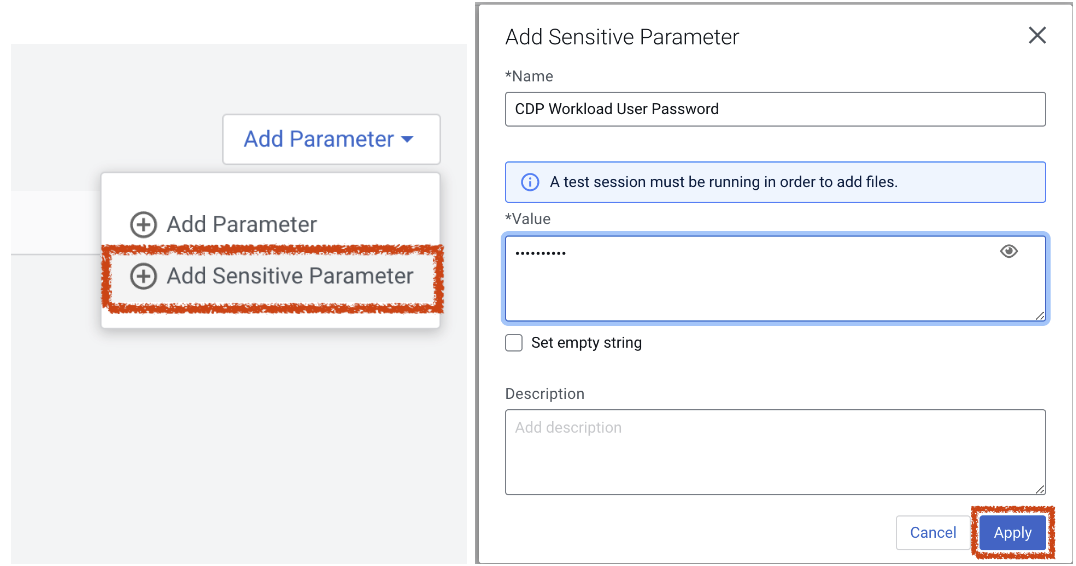 Add Parameter
Add Parameter
Add Sensitive Parameter
Add Sensitive Parameter
*Name
CDP Workload User Password
A test session must be running in order to add files.
*Value
••••••••••
Set empty string
Description
Add description
Cancel Apply